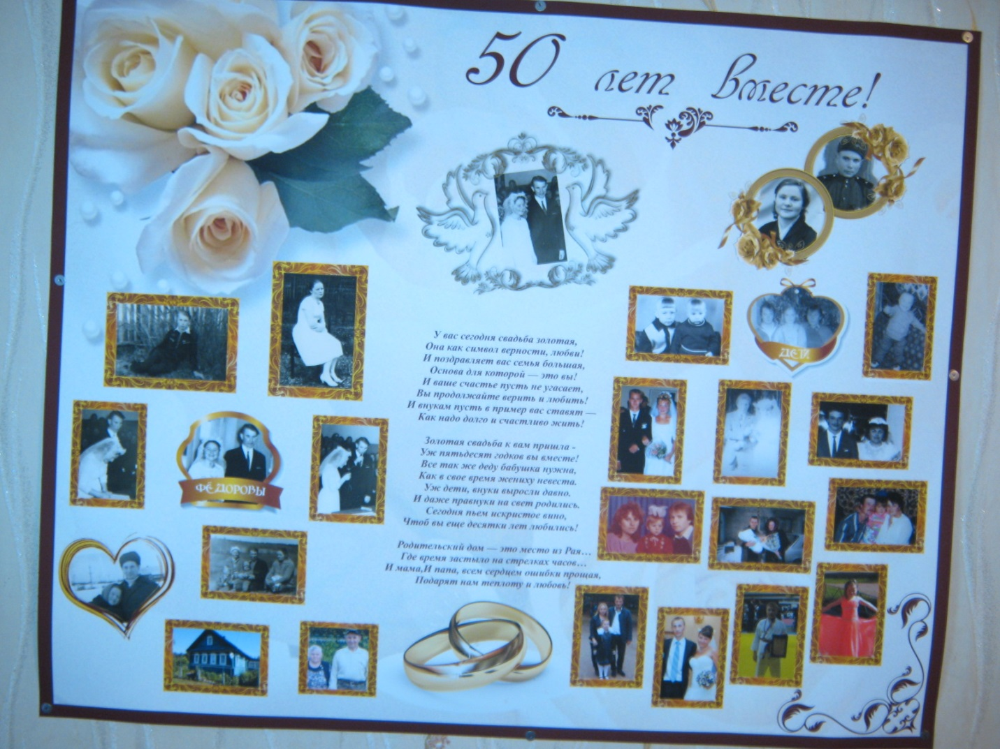 50 лет вместе!
У вас сегодня свадьба золотая,
Она как символ верности, любви!
И поздравляет вас семья большая,
Основа для которой — это вы!
И ваше счастье пусть не угасает,
Вы продолжайте верить и любить!
И внукам пусть в пример вас ставят —
Как надо долго и счастливо жить!
Золотая свадьба к вам пришла -
Уж пятьдесят годков вы вместе!
Все так же деду бабушка нужна,
Как в свое время жениху невеста.
Уж дети, внуки выросли давно.
И даже правнуки на свет родились.
Сегодня пьем искристое вино,
Чтоб вы еще десятки лет любились!
Родительский дом — это место из Рая...
Где время застыло на стрелках часов...
И мама,И папа, всем сердцем ошибки прощая,
Подарят нам теплоту и любовь!
ДЕТИ
ФЕДОРОВЫ